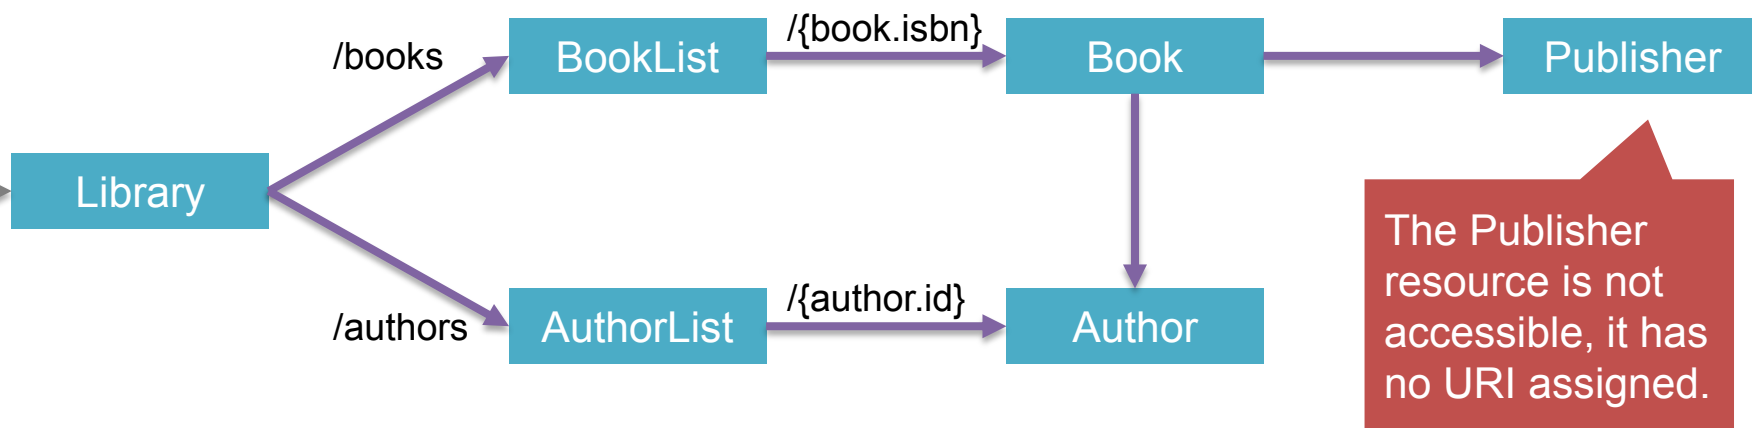 /books
BookList
/{book.isbn}
Book
Publisher
Library
/authors
AuthorList
/{author.id}
Author
The Publisher
resource is not
accessible, it has
no URI assigned.